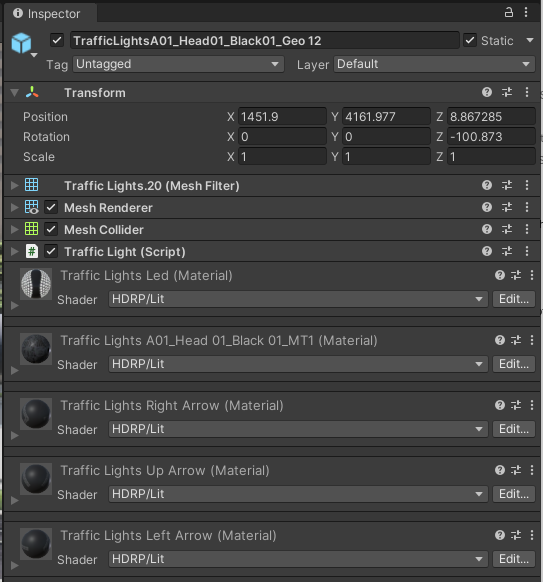 Inspector
TrafficLightsA01_Head01_Black01_Geo 12 Static
Tag Untagged Layer Default
Transform
Position X 1451.9 Y 4161.977 Z 8.867285
Rotation X 0 Y 0 Z -100.873
Scale X 1 Y 1 Z 1
Traffic Lights.20 (Mesh Filter)
Mesh Renderer
Mesh Collider
# Traffic Light (Script)
Traffic Lights Led (Material)
Shader HDRP/Lit Edit...
Traffic Lights A01_Head 01_Black 01_MT1 (Material)
Shader HDRP/Lit Edit...
Traffic Lights Right Arrow (Material)
Shader HDRP/Lit Edit...
Traffic Lights Up Arrow (Material)
Shader HDRP/Lit Edit...
Traffic Lights Left Arrow (Material)
Shader HDRP/Lit Edit...